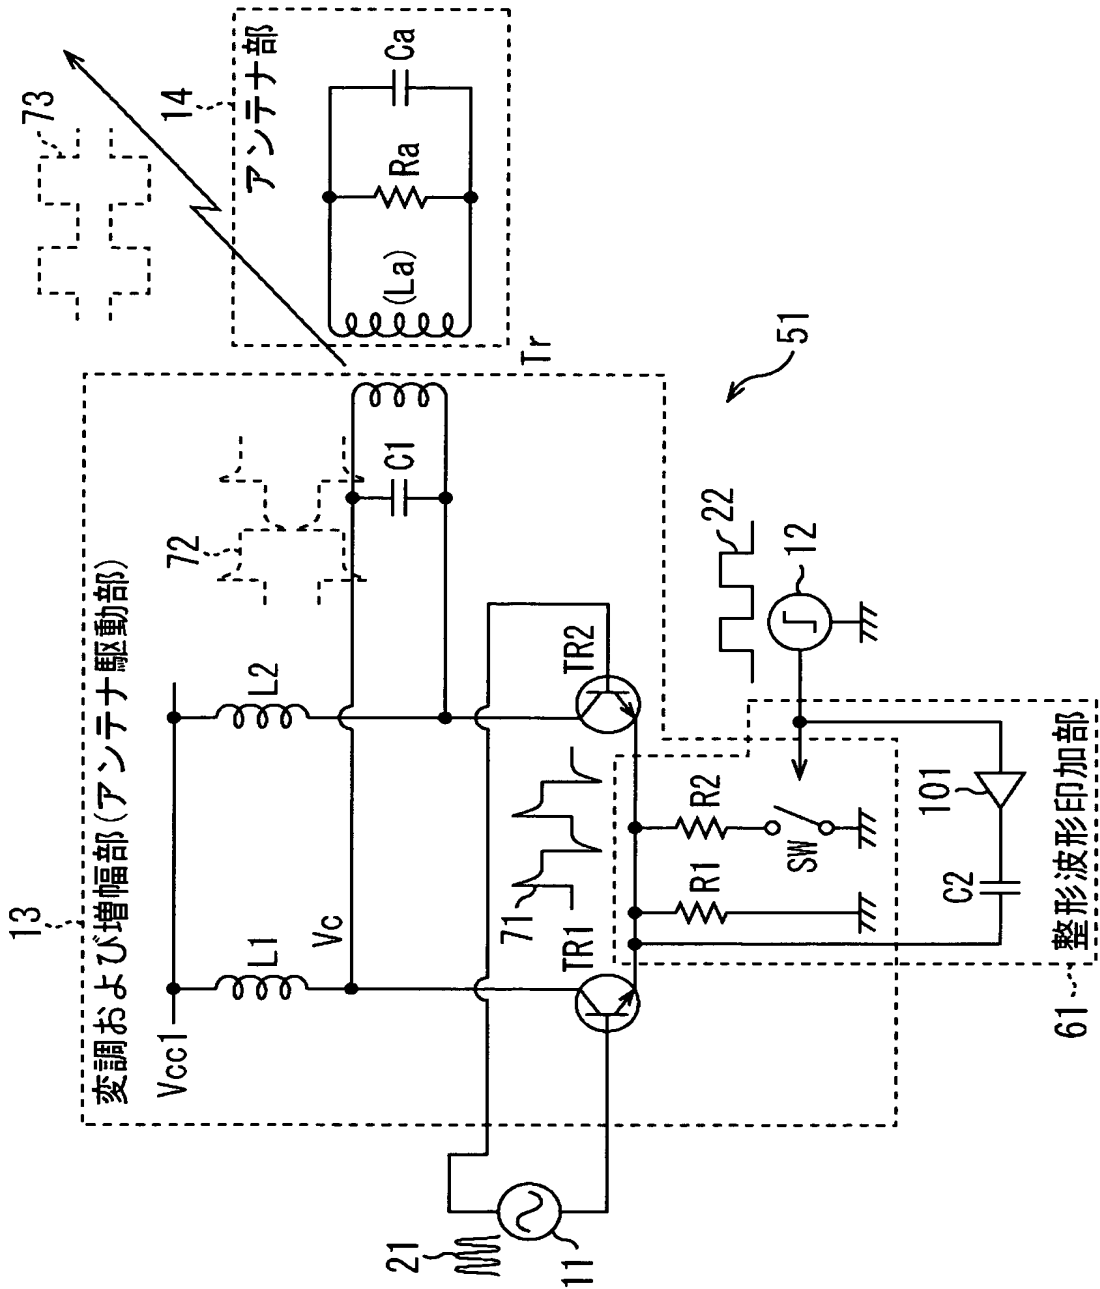 13
変調および増幅部(アンテナ駆動部)
Vcc1
L1
L2
Vc
72
73
14
アンテナ部
Ca
Ra
(La)
Tr
C1
TR1
TR2
71
21
11
R1
R2
SW
22
12
51
101
C2
整形波形印加部
61